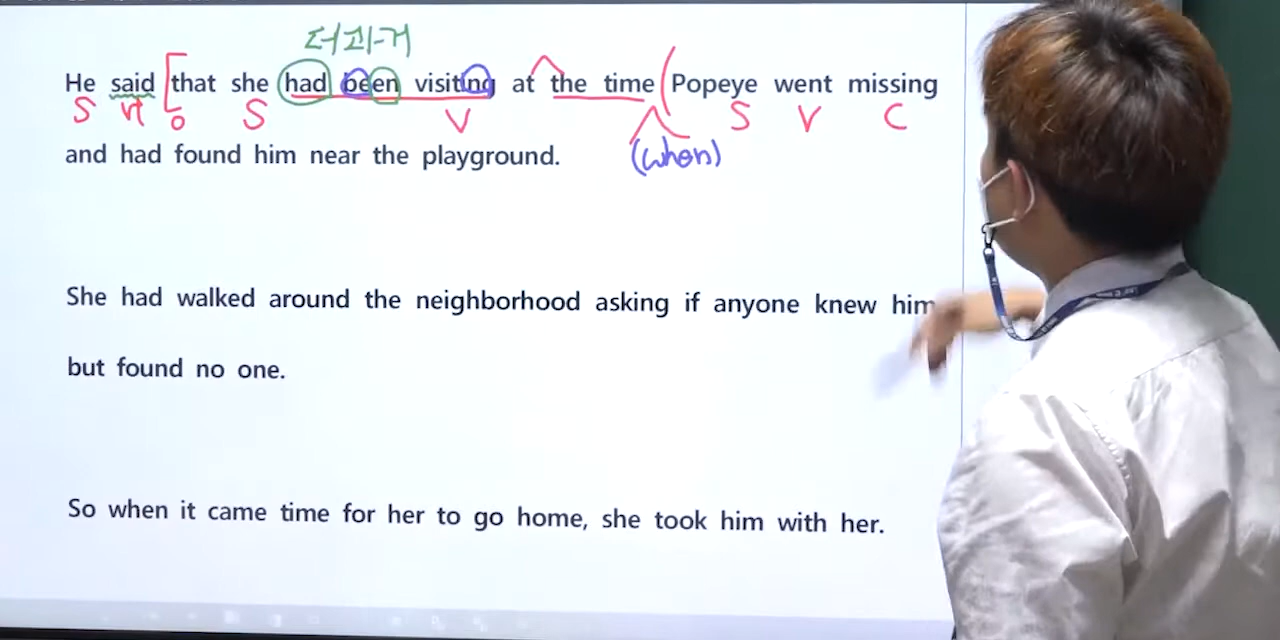 더과거
He said that she had been visiting at the time Popeye went missing
S vt o S V S V C
(when)
and had found him near the playground.
She had walked around the neighborhood asking if anyone knew him
but found no one.
So when it came time for her to go home, she took him with her.